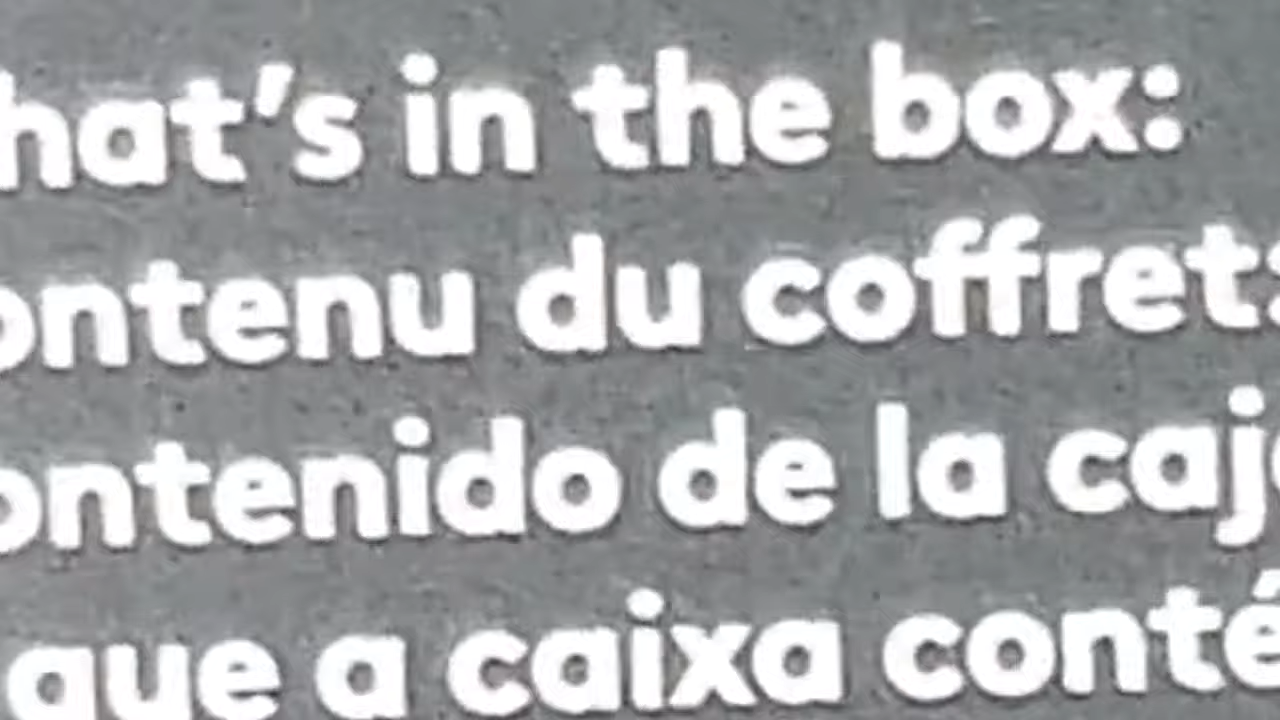 hat's in the box:
ontenu du coffret:
ontenido de la caj
que a caixa conté